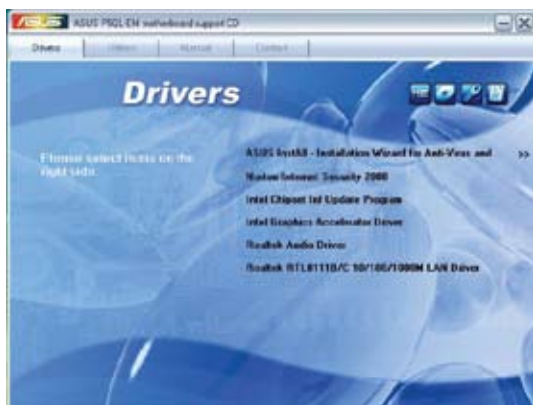 ASUS ASUS P5QL-EM motherboard support CD
Drivers Utilities Manual Contact
Drivers
Please select items on the
right side.
ASUS InstAll - Installation Wizard for Anti-Virus and >>
Norton Internet Security 2008
Intel Chipset Inf Update Program
Intel Graphics Accelerator Driver
Realtek Audio Driver
Realtek RTL8111B/C 10/100/1000M LAN Driver